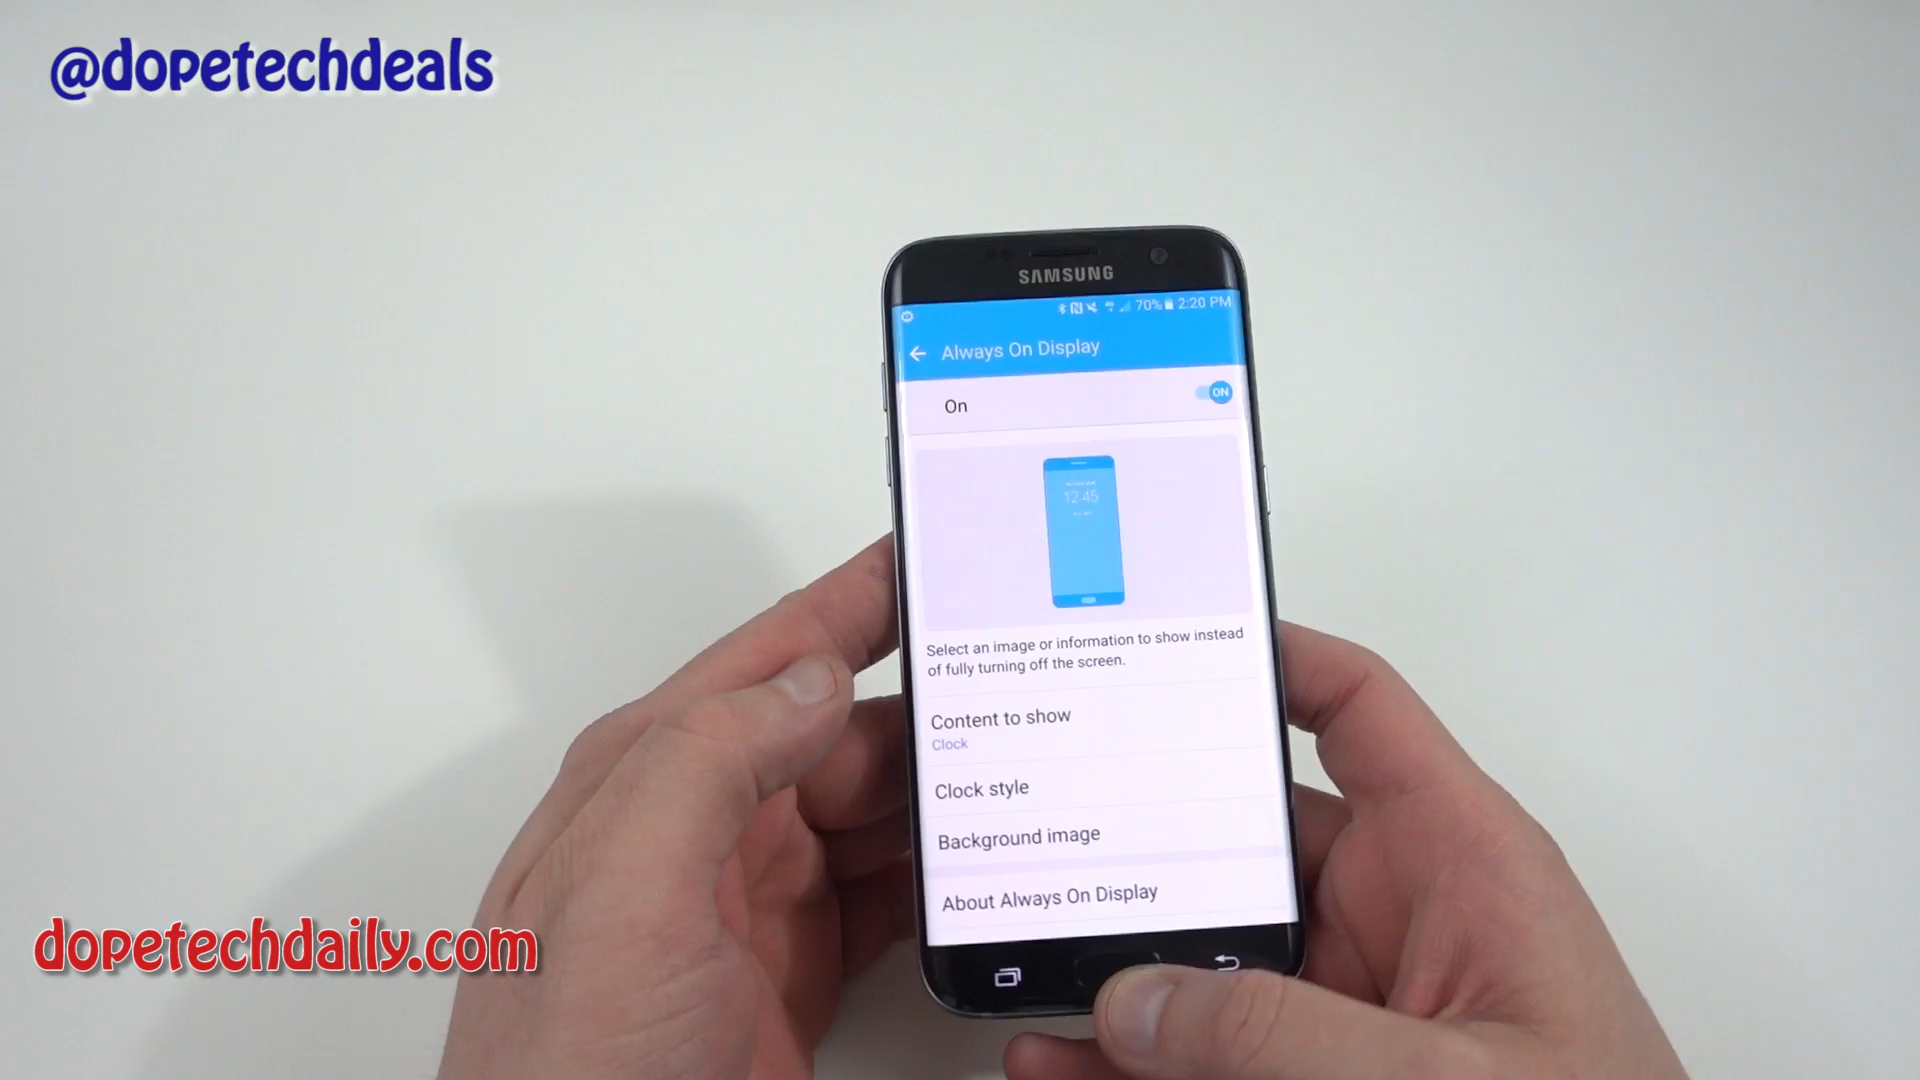 @dopetechdeals
SAMSUNG
70% 2:20 PM
Always On Display
On
ON
12:45
Select an image or information to show instead
of fully turning off the screen.
Content to show
Clock
Clock style
Background image
About Always On Display
dopetechdaily.com